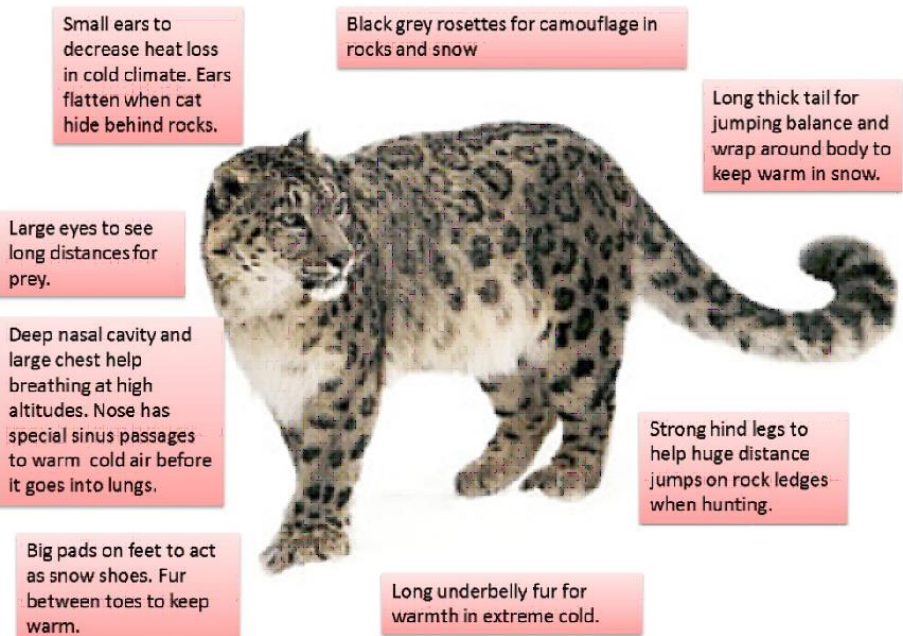 Small ears to
decrease heat loss
in cold climate. Ears
flatten when cat
hide behind rocks.
Black grey rosettes for camouflage in
rocks and snow
Long thick tail for
jumping balance and
wrap around body to
keep warm in snow.
Large eyes to see
long distances for
prey.
Deep nasal cavity and
large chest help
breathing at high
altitudes. Nose has
special sinus passages
to warm cold air before
it goes into lungs.
Strong hind legs to
help huge distance
jumps on rock ledges
when hunting.
Big pads on feet to act
as snow shoes. Fur
between toes to keep
warm.
Long underbelly fur for
warmth in extreme cold.